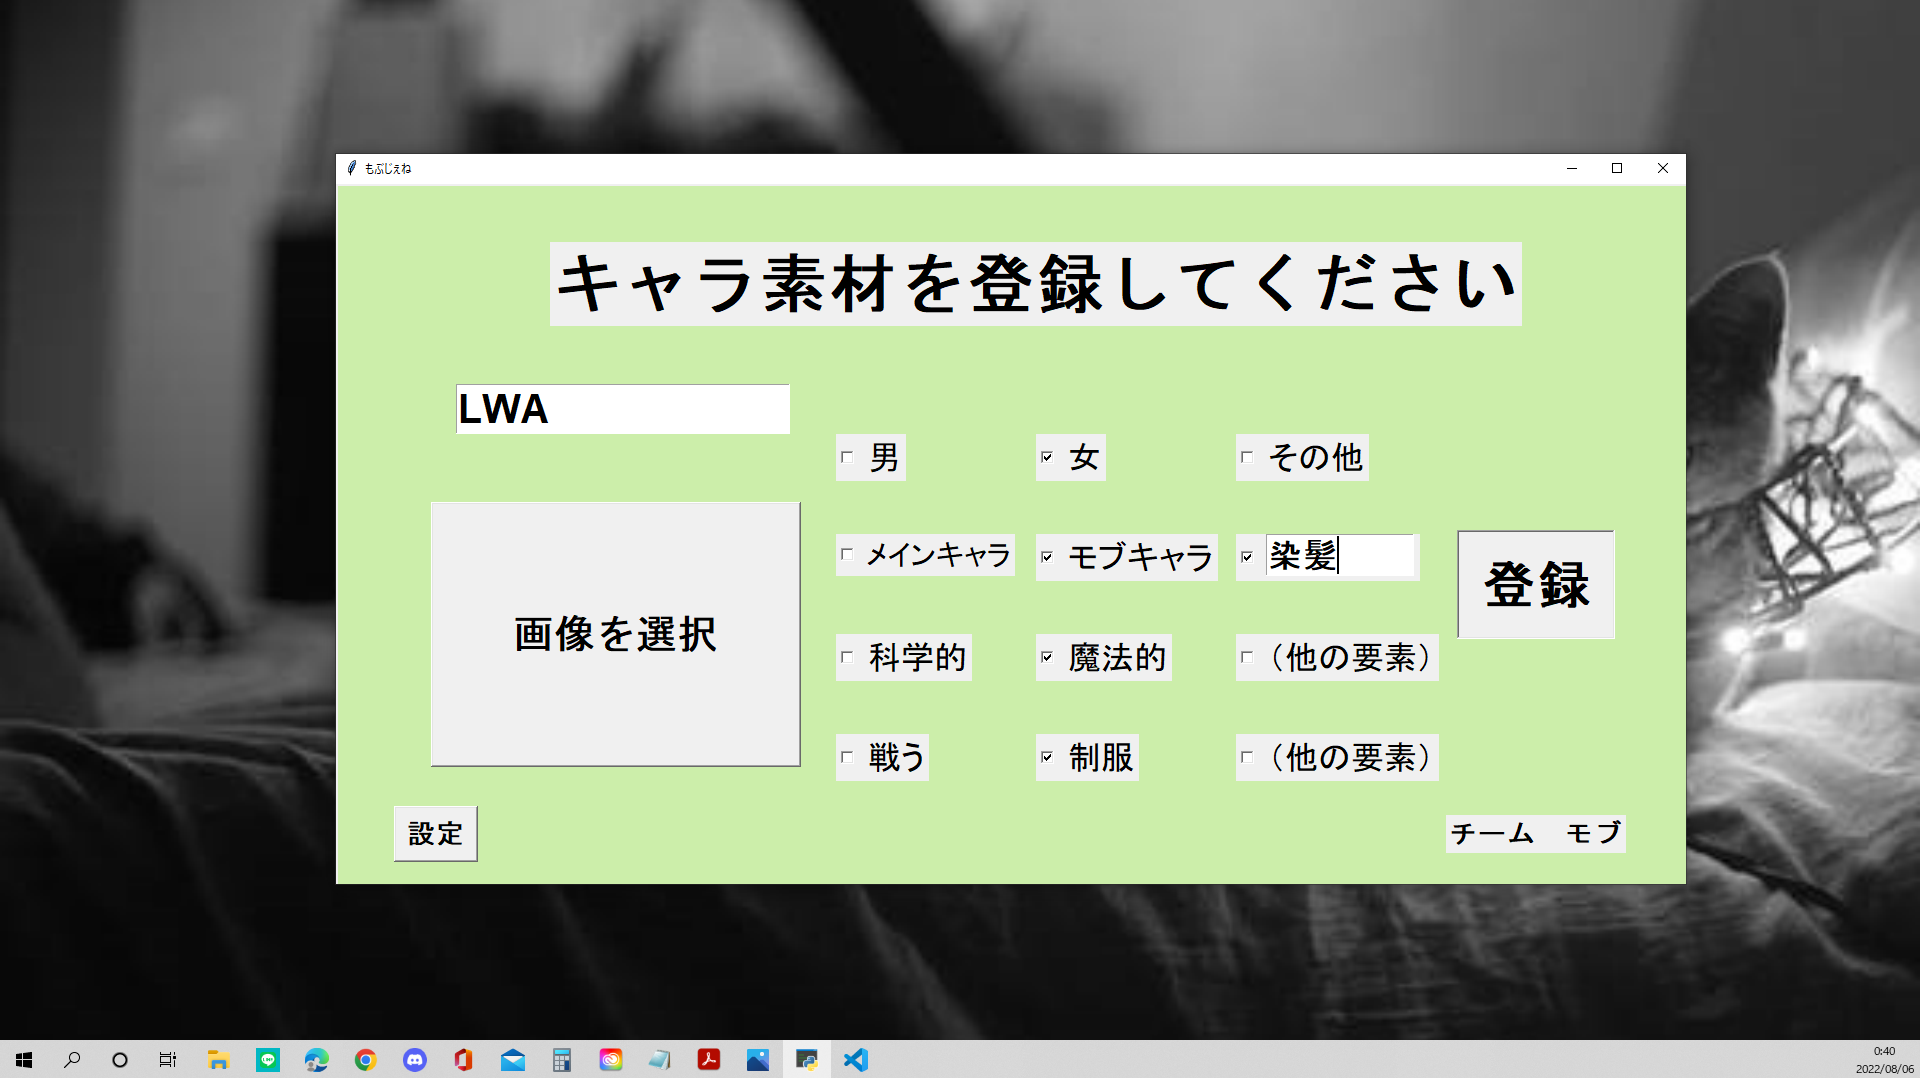 もぶじぇね
キャラ素材を登録してください
LWA
男
女
その他
メインキャラ
モブキャラ
染髪
登録
画像を選択
科学的
魔法的
（他の要素）
戦う
制服
（他の要素）
設定
チーム　モブ
0:40
2022/08/06